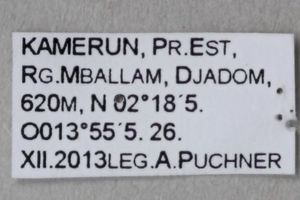 KAMERUN, PR.EST,
RG.MBALLAM, DJADOM,
620M, N 02°18´5.
O013°55´5. 26.
XII.2013LEG.A.PUCHNER